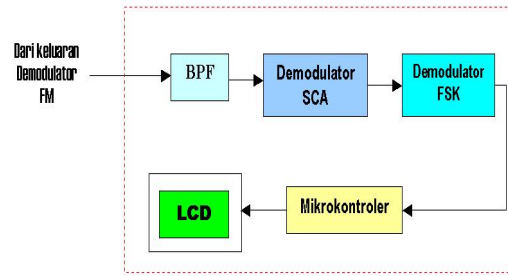 Dari keluaran
Demodulator
FM
BPF
Demodulator
SCA
Demodulator
FSK
LCD
Mikrokontroler